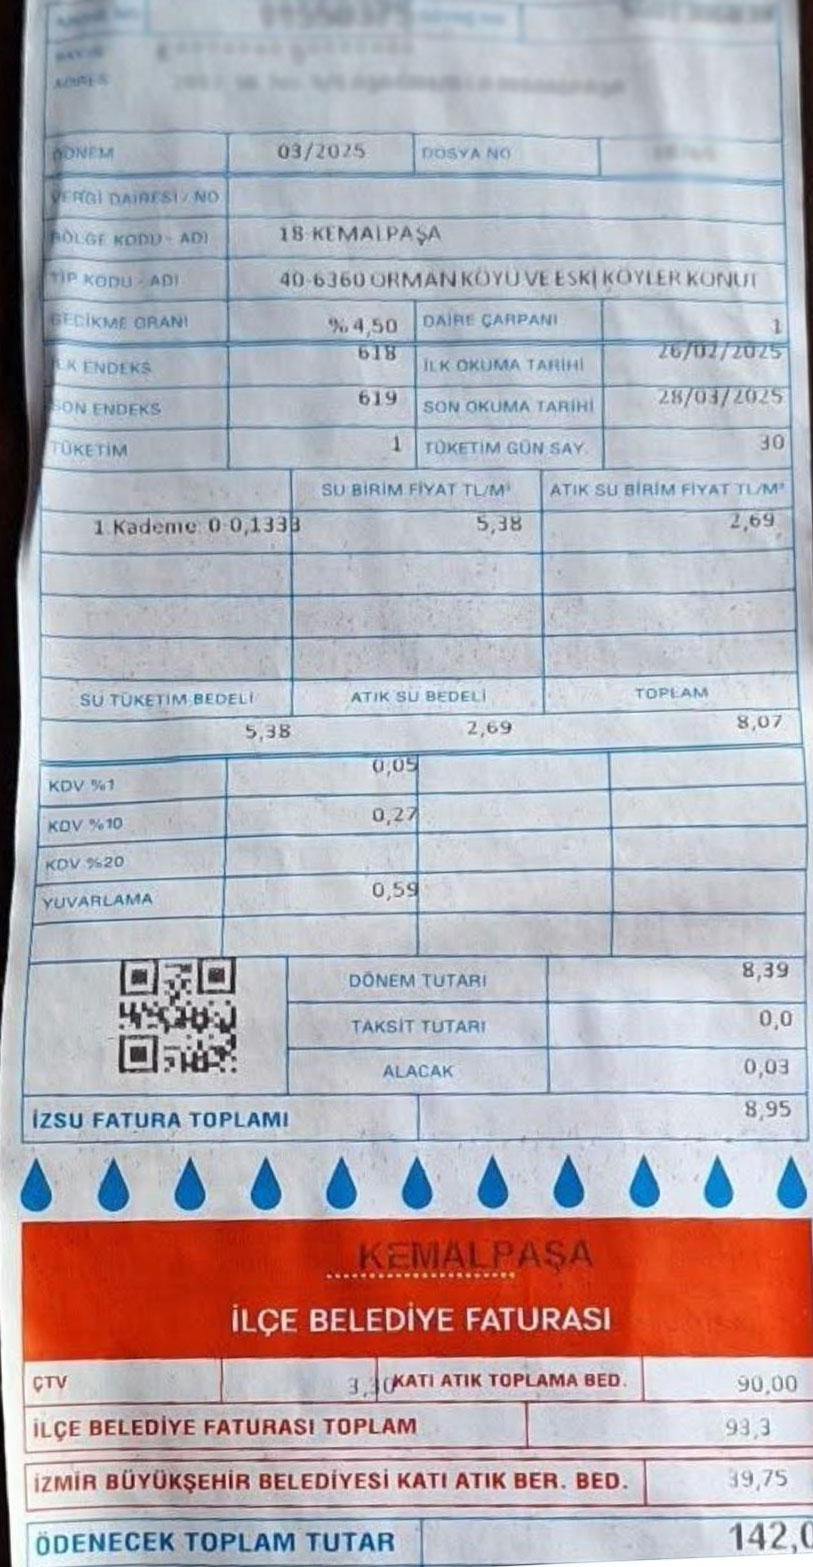 ADRES
DÖNEM 03/2025 DOSYA NO
VERGİ DAİRESİ / NO
BÖLGE KODU - ADI 18-KEMALPAŞA
TİP KODU - ADI 40-6360 ORMAN KÖYÜ VE ESKİ KÖYLER KONUT
GECİKME ORANI %4,50 DAİRE ÇARPANI 1
İLK ENDEKS 618 İLK OKUMA TARİHİ 26/02/2025
SON ENDEKS 619 SON OKUMA TARİHİ 28/03/2025
TÜKETİM 1 TÜKETİM GÜN SAY. 30
SU BİRİM FİYAT TL/M³ ATIK SU BİRİM FİYAT TL/M³
1.Kademe: 0-0,1333 5,38 2,69
SU TÜKETİM BEDELİ ATIK SU BEDELİ TOPLAM
5,38 2,69 8,07
KDV %1 0,05
KDV %10 0,27
KDV %20
YUVARLAMA 0,59
DÖNEM TUTARI 8,39
TAKSİT TUTARI 0,0
ALACAK 0,03
İZSU FATURA TOPLAMI 8,95
KEMALPAŞA
İLÇE BELEDİYE FATURASI
ÇTV 3,30 KATI ATIK TOPLAMA BED. 90,00
İLÇE BELEDİYE FATURASI TOPLAM 93,3
İZMİR BÜYÜKŞEHİR BELEDİYESİ KATI ATIK BER. BED. 39,75
ÖDENECEK TOPLAM TUTAR 142,0